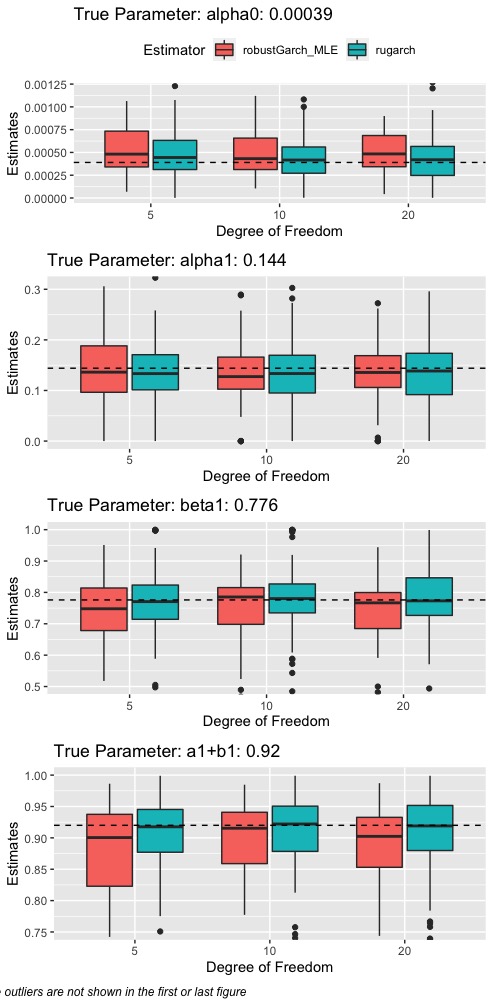 True Parameter: alpha0: 0.00039
Estimator robustGarch_MLE rugarch
0.00125
0.00100
0.00075
0.00050
0.00025
0.00000
Estimates
5 10 20
Degree of Freedom
True Parameter: alpha1: 0.144
0.3
0.2
0.1
0.0
Estimates
5 10 20
Degree of Freedom
True Parameter: beta1: 0.776
1.0
0.9
0.8
0.7
0.6
0.5
Estimates
5 10 20
Degree of Freedom
True Parameter: a1+b1: 0.92
1.00
0.95
0.90
0.85
0.80
0.75
Estimates
5 10 20
Degree of Freedom
outliers are not shown in the first or last figure